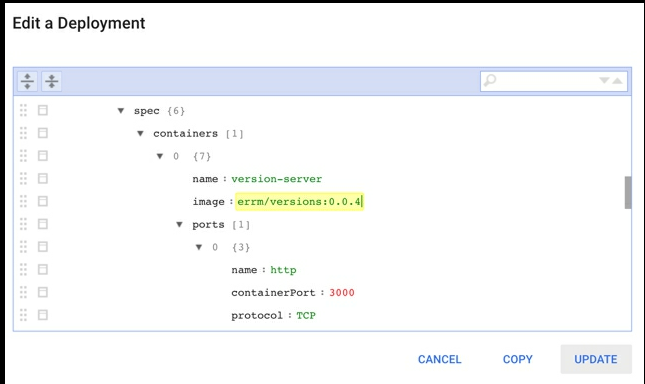 Edit a Deployment
spec {6}
containers [1]
0 {7}
name : version-server
image : errm/versions:0.0.4
ports [1]
0 {3}
name : http
containerPort : 3000
protocol : TCP
CANCEL COPY UPDATE